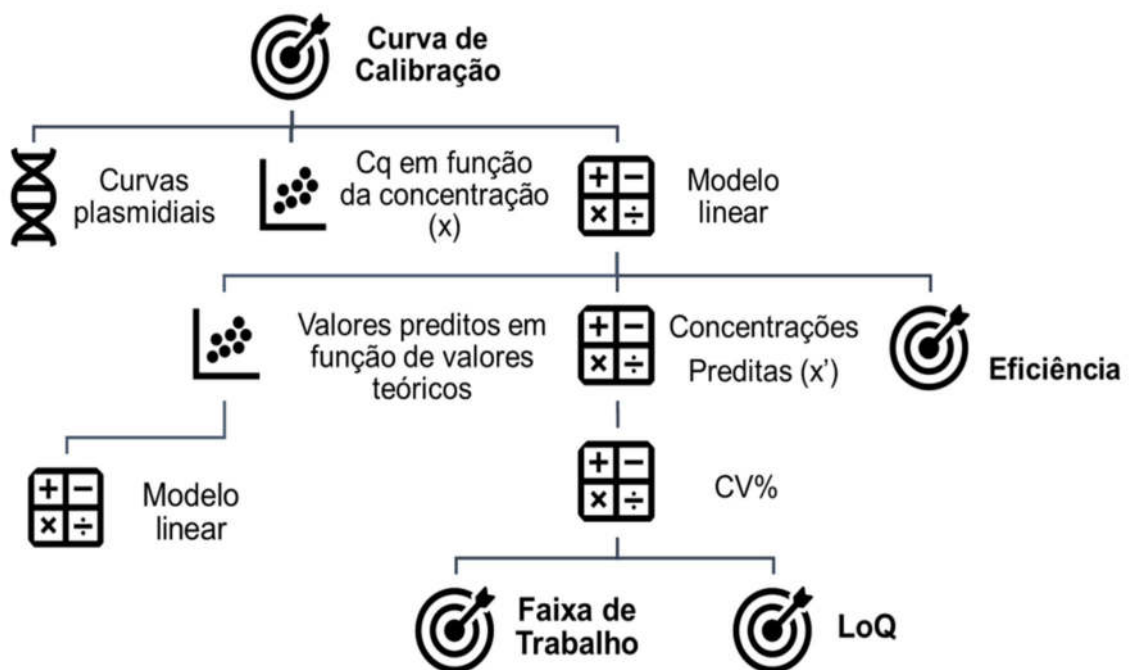 Curva de
Calibração
Curvas
plasmidiais
Cq em função
da concentração
(x)
Modelo
linear
Valores preditos em
função de valores
teóricos
Concentrações
Preditas (x')
Eficiência
Modelo
linear
CV%
Faixa de
Trabalho
LoQ